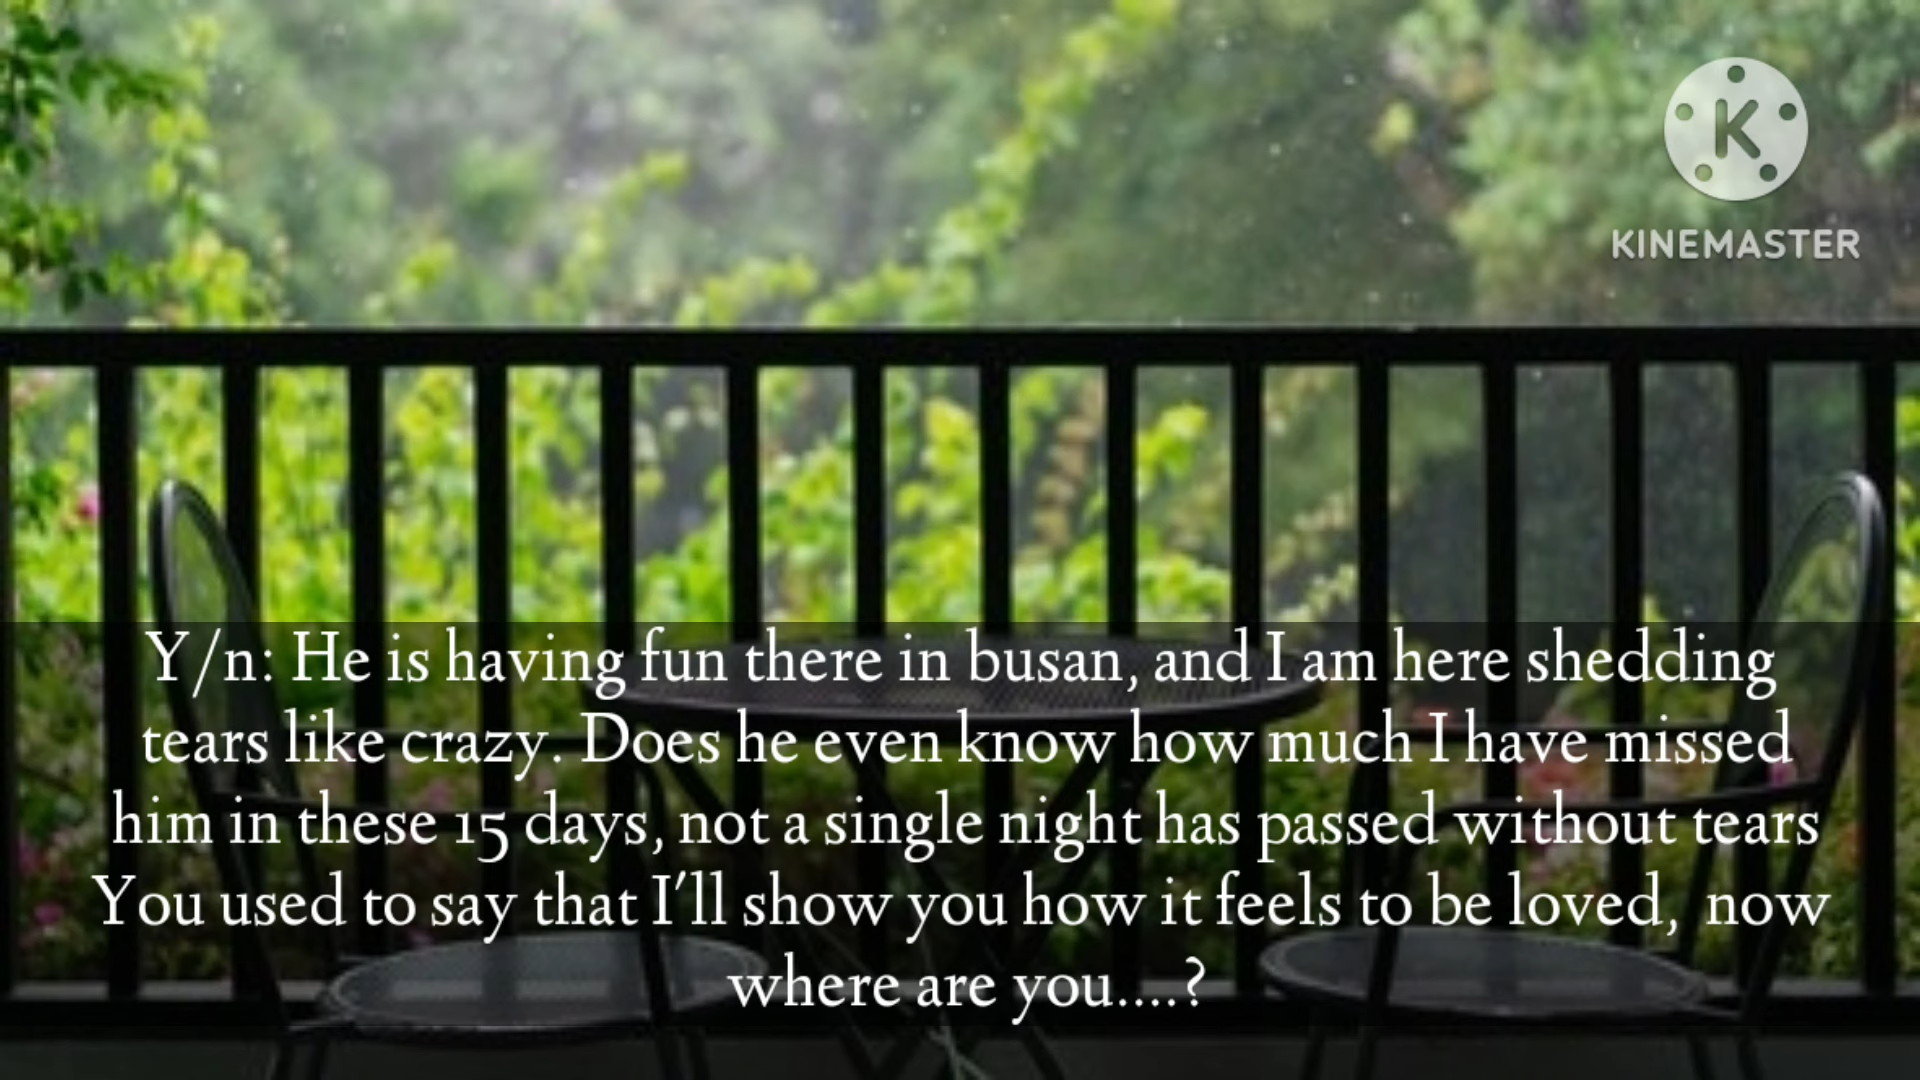 K
KINEMASTER
Y/n: He is having fun there in busan, and I am here shedding
tears like crazy. Does he even know how much I have missed
him in these 15 days, not a single night has passed without tears
You used to say that I'll show you how it feels to be loved, now
where are you....?